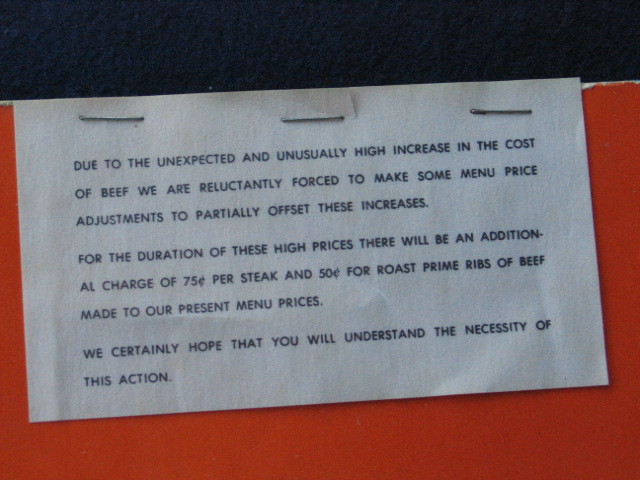 DUE TO THE UNEXPECTED AND UNUSUALLY HIGH INCREASE IN THE COST
OF BEEF WE ARE RELUCTANTLY FORCED TO MAKE SOME MENU PRICE
ADJUSTMENTS TO PARTIALLY OFFSET THESE INCREASES.
FOR THE DURATION OF THESE HIGH PRICES THERE WILL BE AN ADDITION-
AL CHARGE OF 75¢ PER STEAK AND 50¢ FOR ROAST PRIME RIBS OF BEEF
MADE TO OUR PRESENT MENU PRICES.
WE CERTAINLY HOPE THAT YOU WILL UNDERSTAND THE NECESSITY OF
THIS ACTION.